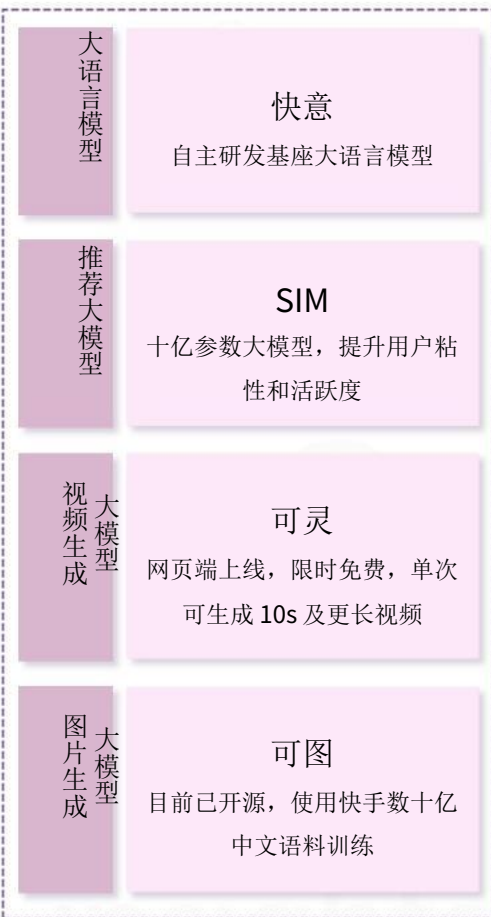 大语言模型
快意
自主研发基座大语言模型
推荐大模型
SIM
十亿参数大模型，提升用户粘
性和活跃度
视频生成
大模型
可灵
网页端上线，限时免费，单次
可生成 10s 及更长视频
图片生成
大模型
可图
目前已开源，使用快手数十亿
中文语料训练